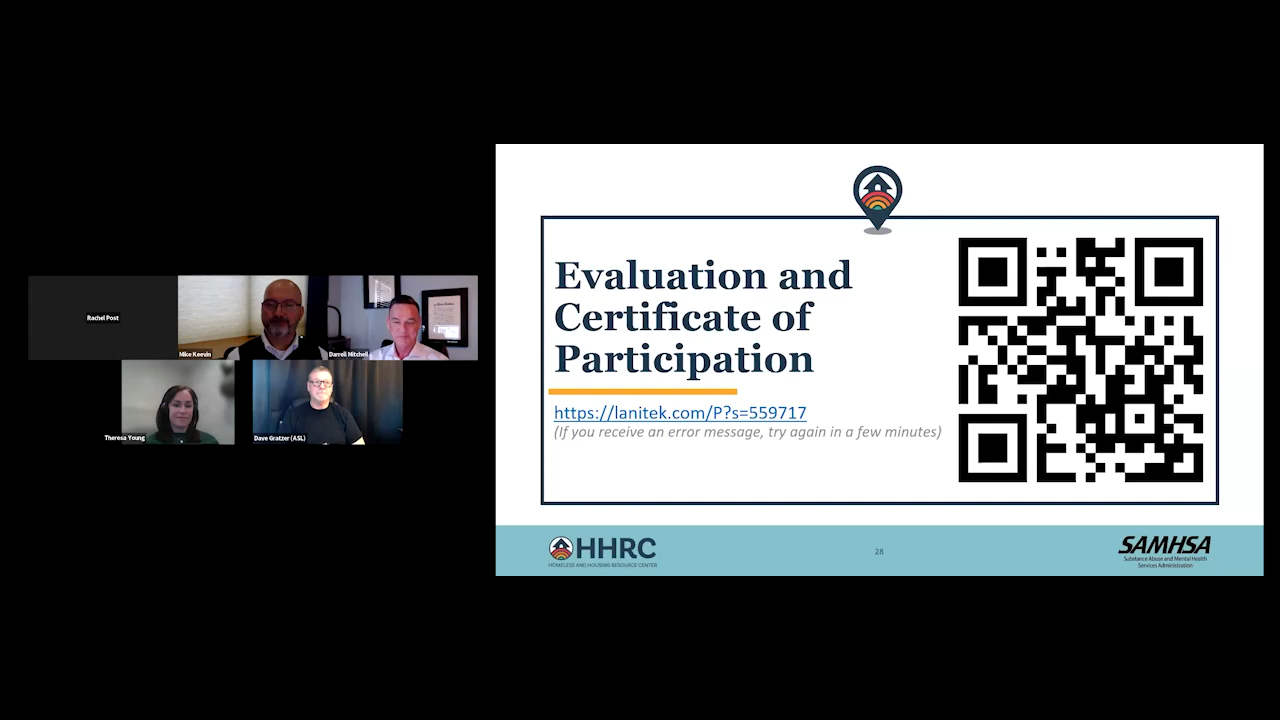 Rachel Post
Mike Keevin
Darrell Mitchell
Theresa Young
Dave Gratzer (ASL)
Evaluation and
Certificate of
Participation
https://lanitek.com/P?s=559717
(If you receive an error message, try again in a few minutes)
HHRC
HOMELESS AND HOUSING RESOURCE CENTER
28
SAMHSA
Substance Abuse and Mental Health
Services Administration